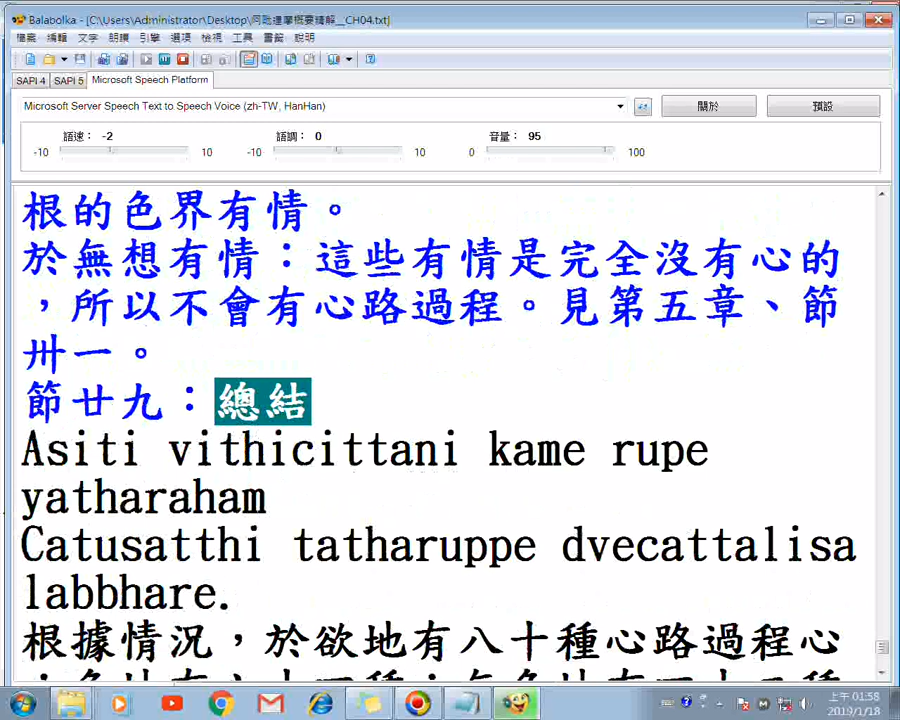 Balabolka - [C:\Users\Administrator\Desktop\阿毗達摩概要精解__CH04.txt]
檔案 編輯 文字 朗讀 引擎 選項 檢視 工具 書籤 說明
SAPI 4 SAPI 5 Microsoft Speech Platform
Microsoft Server Speech Text to Speech Voice (zh-TW, HanHan) 關於 預設
語速： -2 語調： 0 音量： 95
-10 10 -10 10 0 100
根的色界有情。
於無想有情：這些有情是完全沒有心的
，所以不會有心路過程。見第五章、節
卅一。
節廿九：總結
Asiti vithicittani kame rupe
yatharaham
Catusatthi tatharuppe dvecattalisa
labbhare.
根據情況，於欲地有八十種心路過程心
上午 01:58
2019/1/18